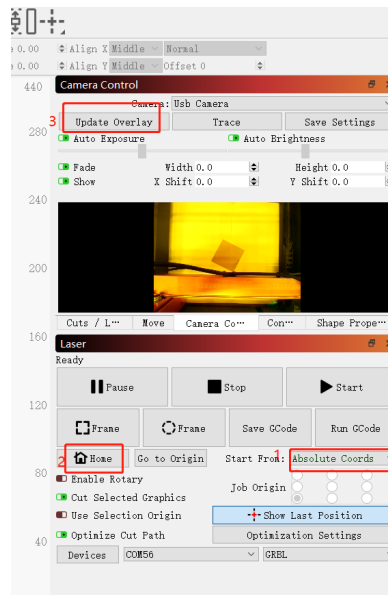 e 0.00 Align X Middle Normal
e 0.00 Align Y Middle Offset 0
440
Camera Control
Camera: Usb Camera
3 Update Overlay Trace Save Settings
280
Auto Exposure Auto Brightness
Fade Width 0.0 Height 0.0
Show X Shift 0.0 Y Shift 0.0
240
200
Cuts / L… Move Camera Co… Con… Shape Prope…
160
Laser
Ready
Pause Stop Start
120
Frame Frame Save GCode Run GCode
2 Home Go to Origin Start From: 1 Absolute Coords
80
Enable Rotary
Job Origin
Cut Selected Graphics
Use Selection Origin Show Last Position
40
Optimize Cut Path Optimization Settings
Devices COM56 GRBL